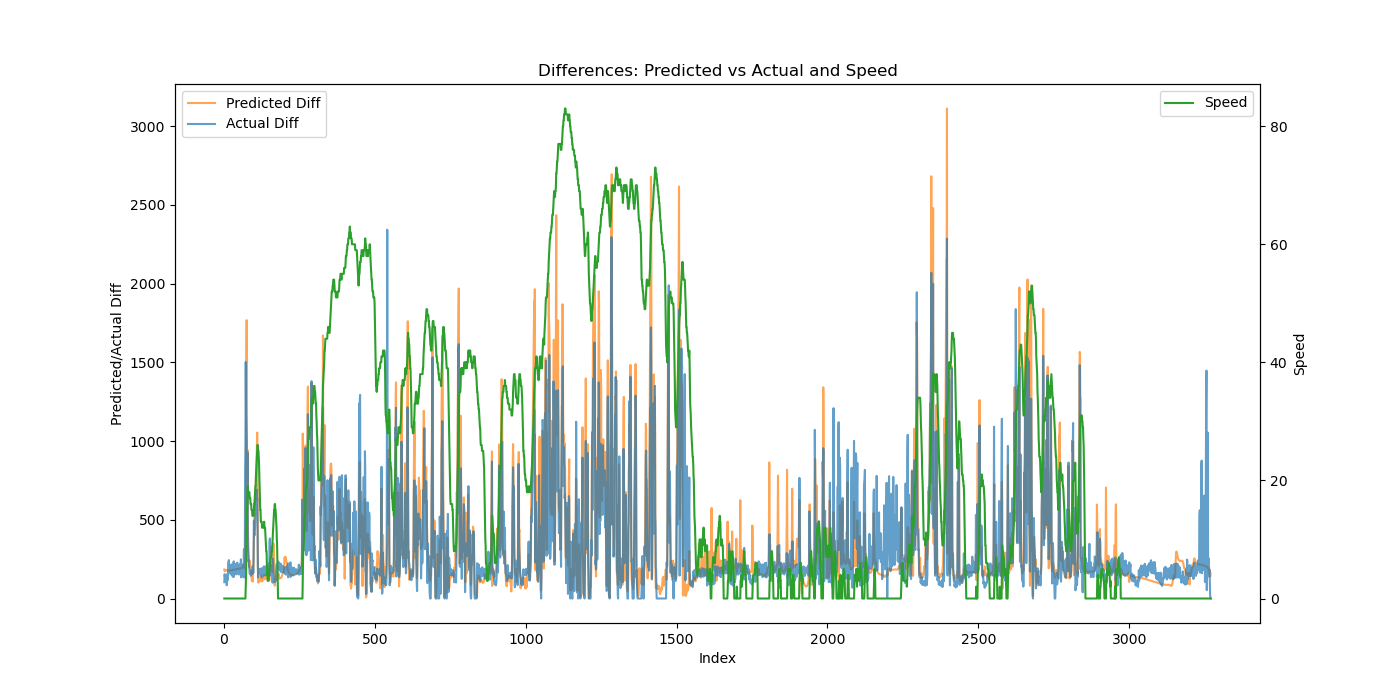 Differences: Predicted vs Actual and Speed
Predicted Diff
Actual Diff
Speed
3000
2500
2000
1500
1000
500
0
Predicted/Actual Diff
80
60
40
20
0
Speed
0 500 1000 1500 2000 2500 3000
Index